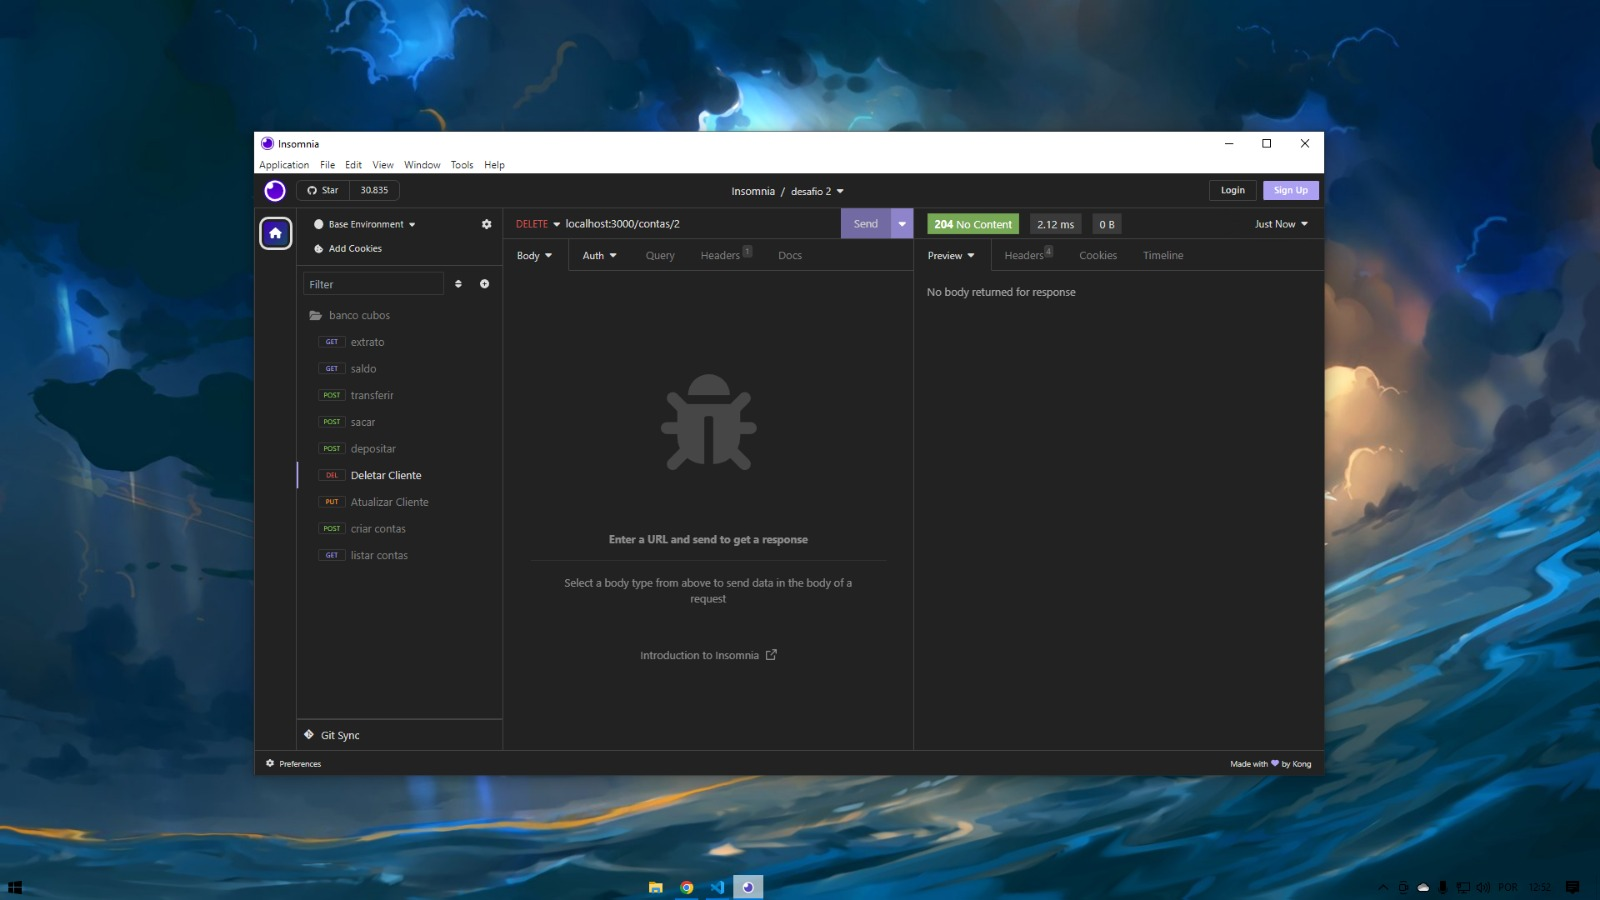 Insomnia
Application File Edit View Window Tools Help
Star 30.835
Insomnia / desafio 2
Login Sign Up
Base Environment
Add Cookies
Filter
banco cubos
GET extrato
GET saldo
POST transferir
POST sacar
POST depositar
DEL Deletar Cliente
PUT Atualizar Cliente
POST criar contas
GET listar contas
Git Sync
DELETE localhost:3000/contas/2 Send
Body Auth Query Headers 1 Docs
Enter a URL and send to get a response
Select a body type from above to send data in the body of a
request
Introduction to Insomnia
204 No Content 2.12 ms 0 B Just Now
Preview Headers 4 Cookies Timeline
No body returned for response
Preferences
Made with by Kong
POR 12:52